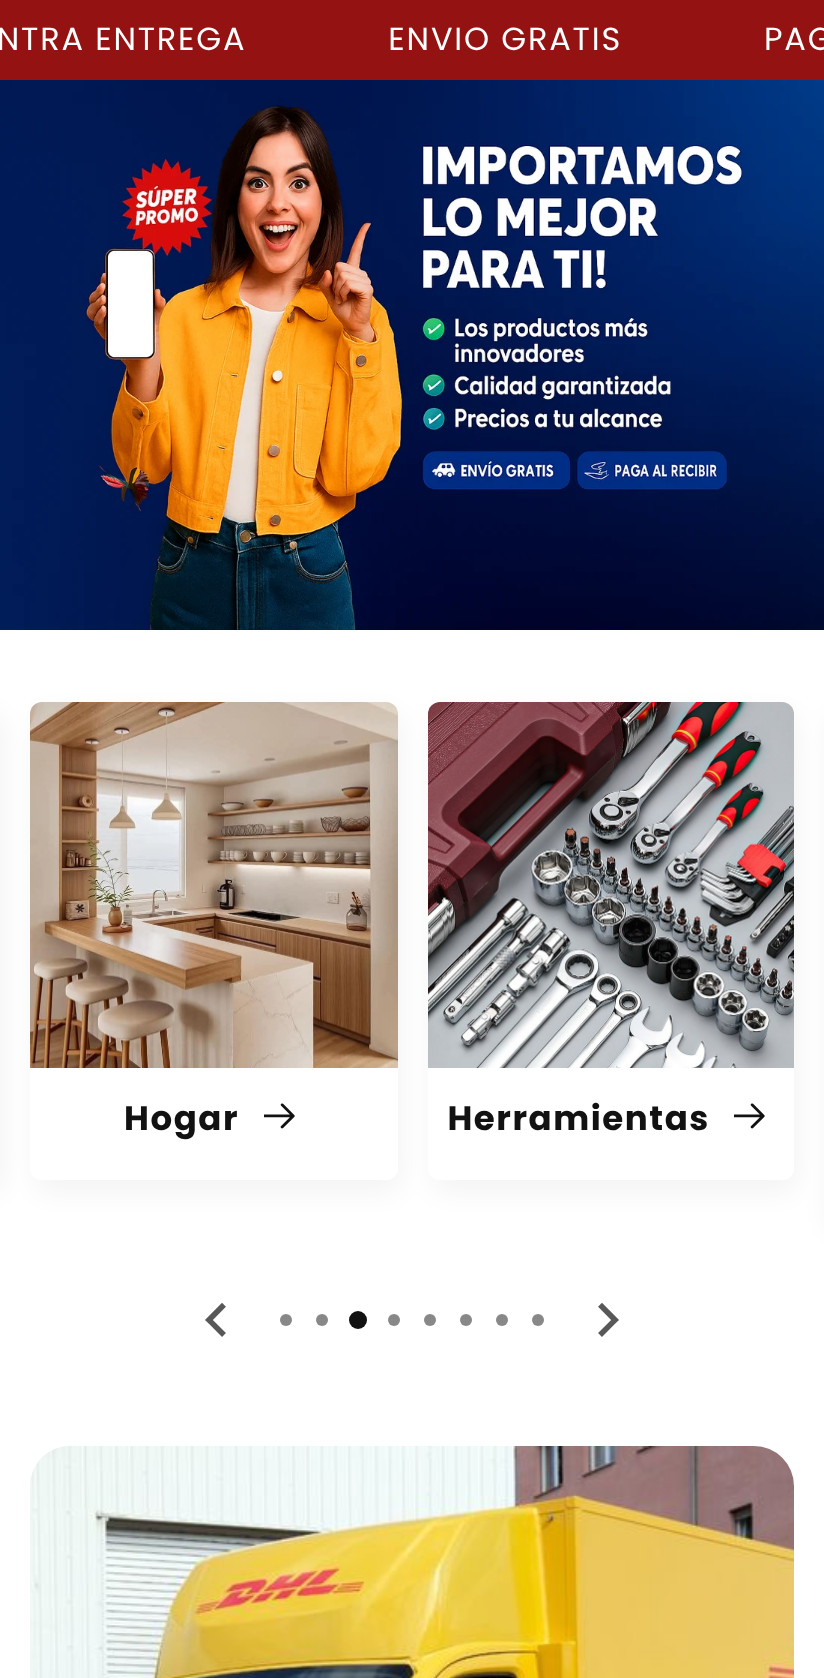 NTRA ENTREGA ENVIO GRATIS PAG
SÚPER
PROMO
IMPORTAMOS
LO MEJOR
PARA TI!
Los productos más
innovadores
Calidad garantizada
Precios a tu alcance
ENVÍO GRATIS PAGA AL RECIBIR
Hogar
Herramientas
DHL